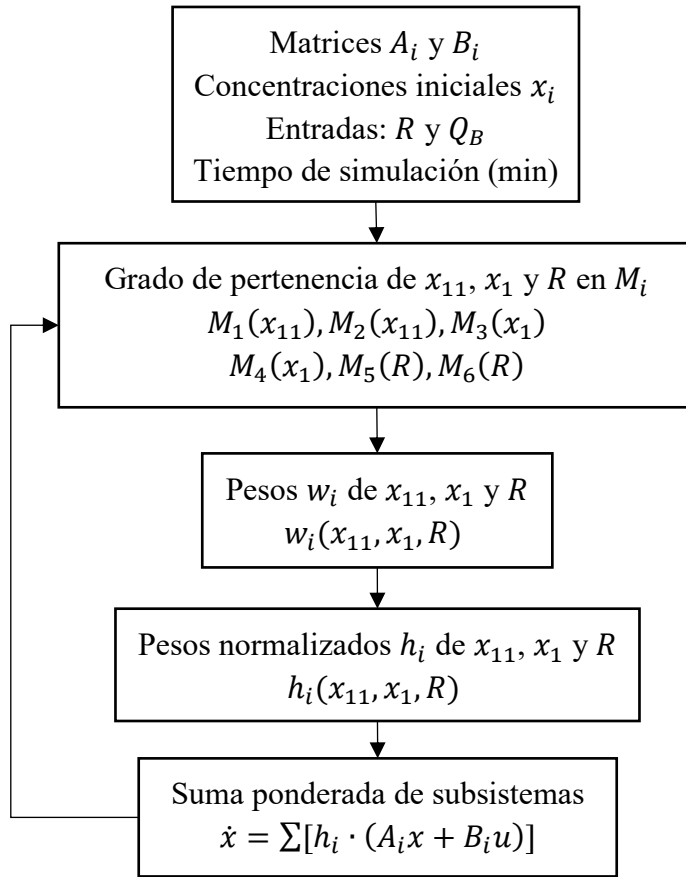 Matrices A_i y B_i
Concentraciones iniciales x_i
Entradas: R y Q_B
Tiempo de simulación (min)
Grado de pertenencia de x_11, x_1 y R en M_i
M_1(x_11), M_2(x_11), M_3(x_1)
M_4(x_1), M_5(R), M_6(R)
Pesos w_i de x_11, x_1 y R
w_i(x_11, x_1, R)
Pesos normalizados h_i de x_11, x_1 y R
h_i(x_11, x_1, R)
Suma ponderada de subsistemas
ẋ = ∑[h_i · (A_i x + B_i u)]